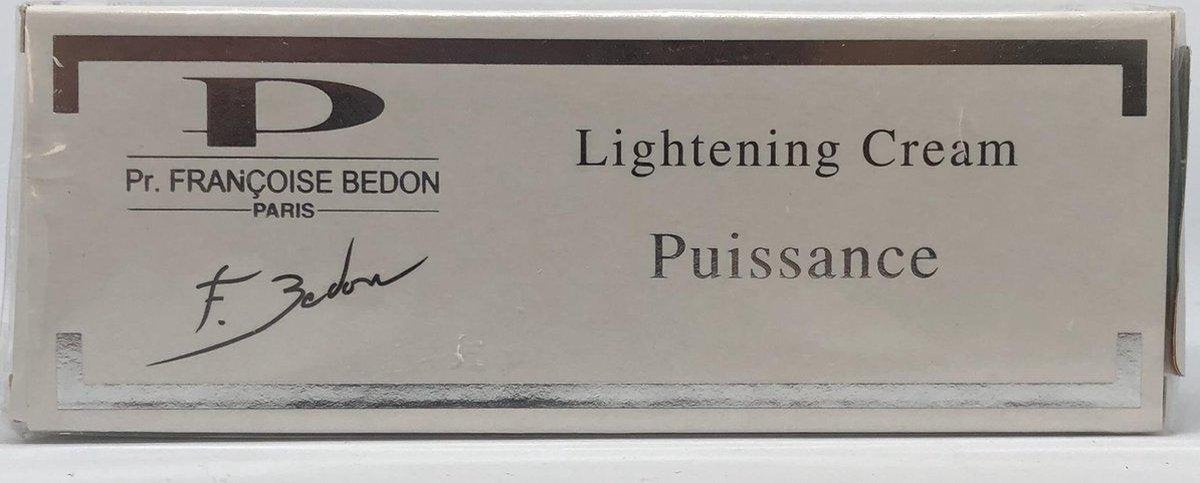 P
Pr. FRANÇOISE BEDON
PARIS
F. Bedon
Lightening Cream
Puissance